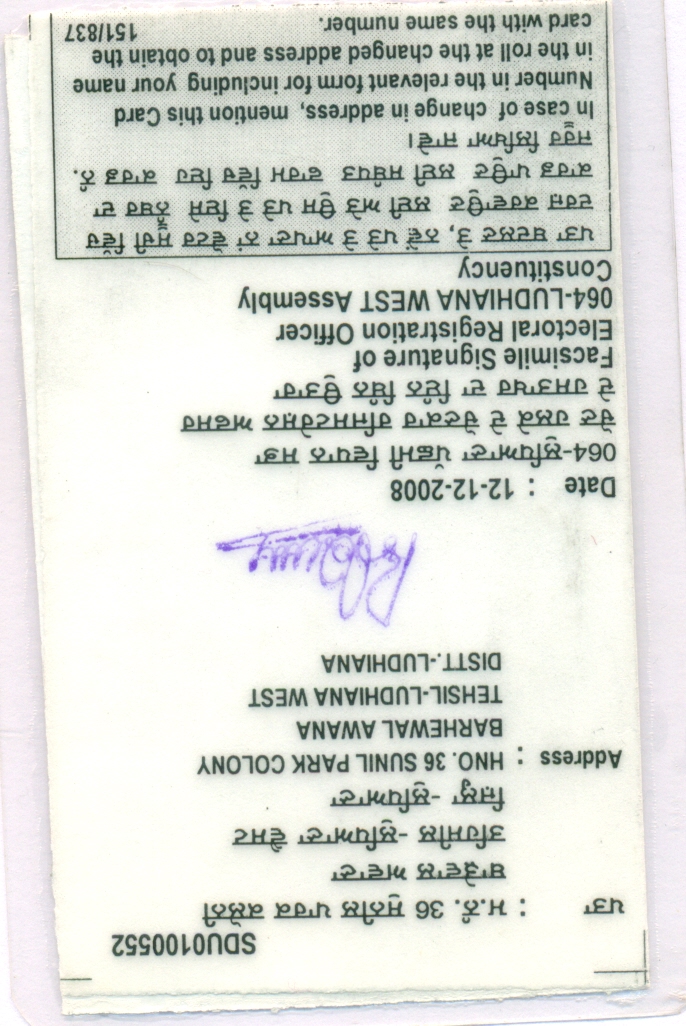 SDU0100552
ਪਤਾ : ਮ.ਨੰ. 36 ਸੁਨੀਲ ਪਾਰਕ ਕਲੋਨੀ
ਬਾੜੇਵਾਲ ਅਵਾਣਾ
ਤਹਿਸੀਲ -ਲੁਧਿਆਣਾ ਵੈਸਟ
ਜ਼ਿਲ੍ਹਾ -ਲੁਧਿਆਣਾ
Address : HNO. 36 SUNIL PARK COLONY
BARHEWAL AWANA
TEHSIL-LUDHIANA WEST
DISTT.-LUDHIANA
Date : 12-12-2008
064-ਲੁਧਿਆਣਾ ਪੱਛਮੀ ਵਿਧਾਨ ਸਭਾ
ਚੋਣ ਹਲਕੇ ਦੇ ਚੋਣਕਾਰ ਰਜਿਸਟਰੇਸ਼ਨ ਅਫਸਰ
ਦੇ ਹਸਤਾਖਰ ਦਾ ਇੰਨ ਬਿੰਨ ਉਤਾਰਾ
Facsimile Signature of
Electoral Registration Officer
064-LUDHIANA WEST Assembly
Constituency
ਪਤਾ ਬਦਲਣ ਤੇ, ਨਵੇਂ ਪਤੇ ਤੇ ਆਪਣਾ ਨਾਂ ਵੋਟਰ ਸੂਚੀ ਵਿੱਚ
ਦਰਜ਼ ਕਰਵਾਉਣ ਲਈ ਅਤੇ ਉਸ ਪਤੇ ਤੇ ਇਸੇ ਨੰਬਰ ਦਾ
ਕਾਰਡ ਪਾਉਣ ਲਈ ਸਬੰਧਤ ਫਾਰਮ ਵਿੱਚ ਇਹ ਕਾਰਡ ਨੰ.
ਜਰੂਰ ਲਿਖਿਆ ਜਾਵੇ।
In case of change in address, mention this Card
Number in the relevant form for including your name
in the roll at the changed address and to obtain the
card with the same number. 151/837